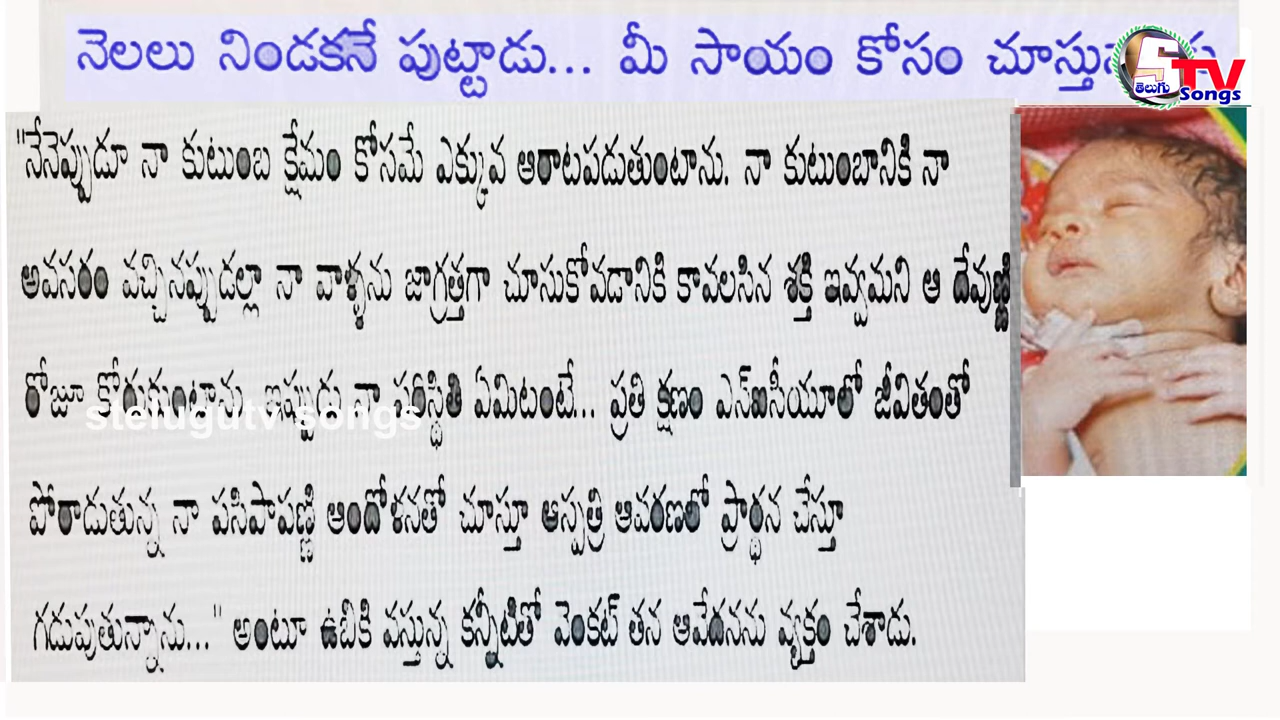 నెలలు నిండకనే పుట్టాడు... మీ సాయం కోసం
S TV
తెలుగు Songs
"నేనెప్పుడూ నా కుటుంబ క్షేమం కోసమే ఎక్కువ ఆరాటపడుతుంటాను. నా కుటుంబానికి నా
అవసరం వచ్చినప్పుడల్లా నా వాళ్ళను జాగ్రత్తగా చూసుకోవడానికి కావలసిన శక్తి ఇవ్వమని ఆ దేవుణ్ణి
రోజూ కోరుకుంటాను. ఇప్పుడు నా పరిస్థితి ఏమిటంటే... ప్రతి క్షణం ఎన్ఐసీయూలో జీవితంతో
stelugutv songs
పోరాడుతున్న నా పసిపాపణ్ణి ఆందోళనతో చూస్తూ ఆస్పత్రి ఆవరణలో ప్రార్థన చేస్తూ
గడుపుతున్నాను..." అంటూ ఉబికి వస్తున్న కన్నీటితో వెంకట్ తన ఆవేదనను వ్యక్తం చేశాడు.